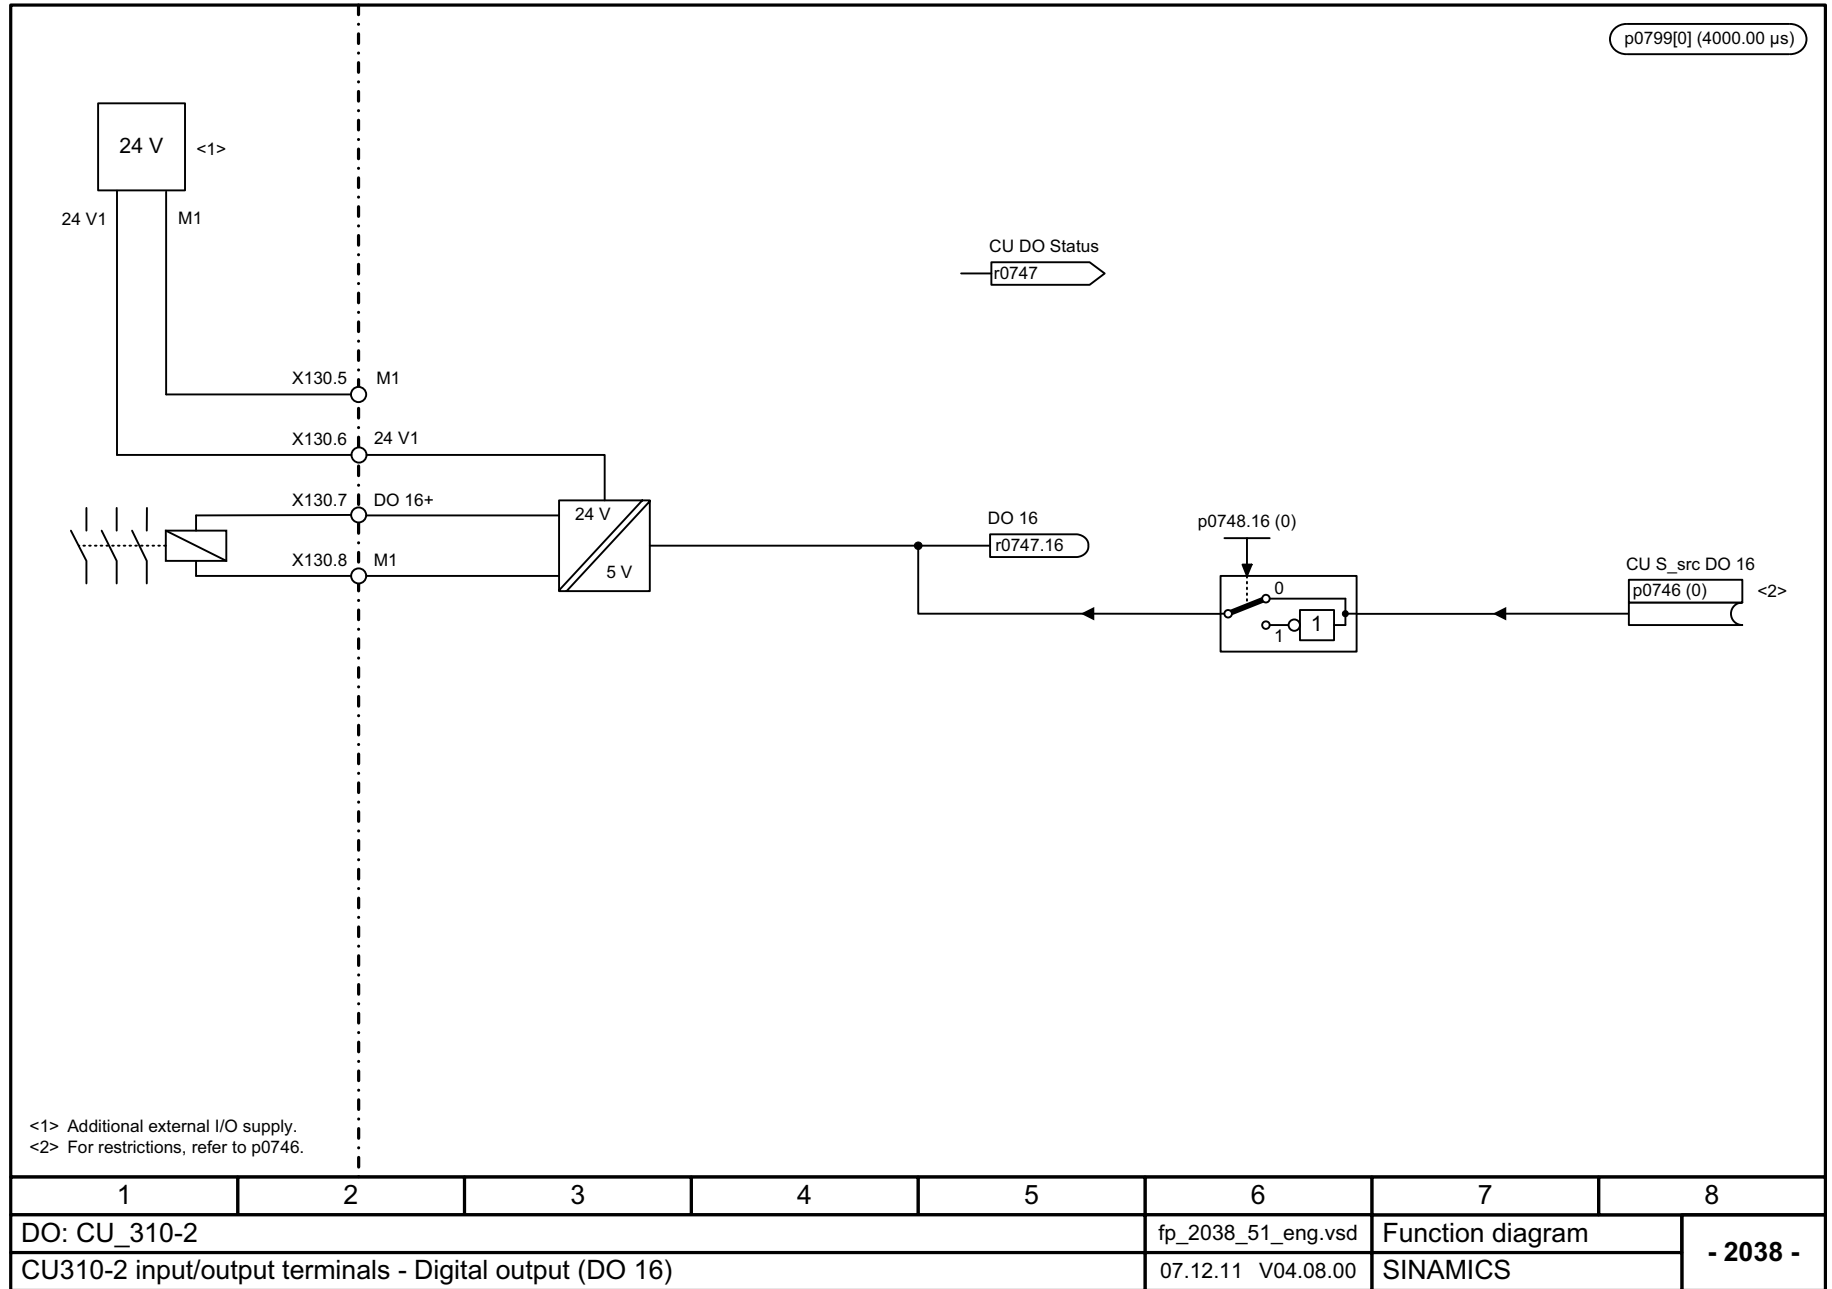 p0799[0] (4000.00 µs)
24 V
<1>
24 V1
M1
CU DO Status
r0747
X130.5
M1
X130.6
24 V1
X130.7
DO 16+
24 V
5 V
X130.8
M1
DO 16
r0747.16
p0748.16 (0)
0
1
1
CU S_src DO 16
p0746 (0)
<2>
<1> Additional external I/O supply.
<2> For restrictions, refer to p0746.
1 2 3 4 5 6 7 8
DO: CU_310-2
fp_2038_51_eng.vsd
Function diagram
- 2038 -
CU310-2 input/output terminals - Digital output (DO 16)
07.12.11 V04.08.00
SINAMICS